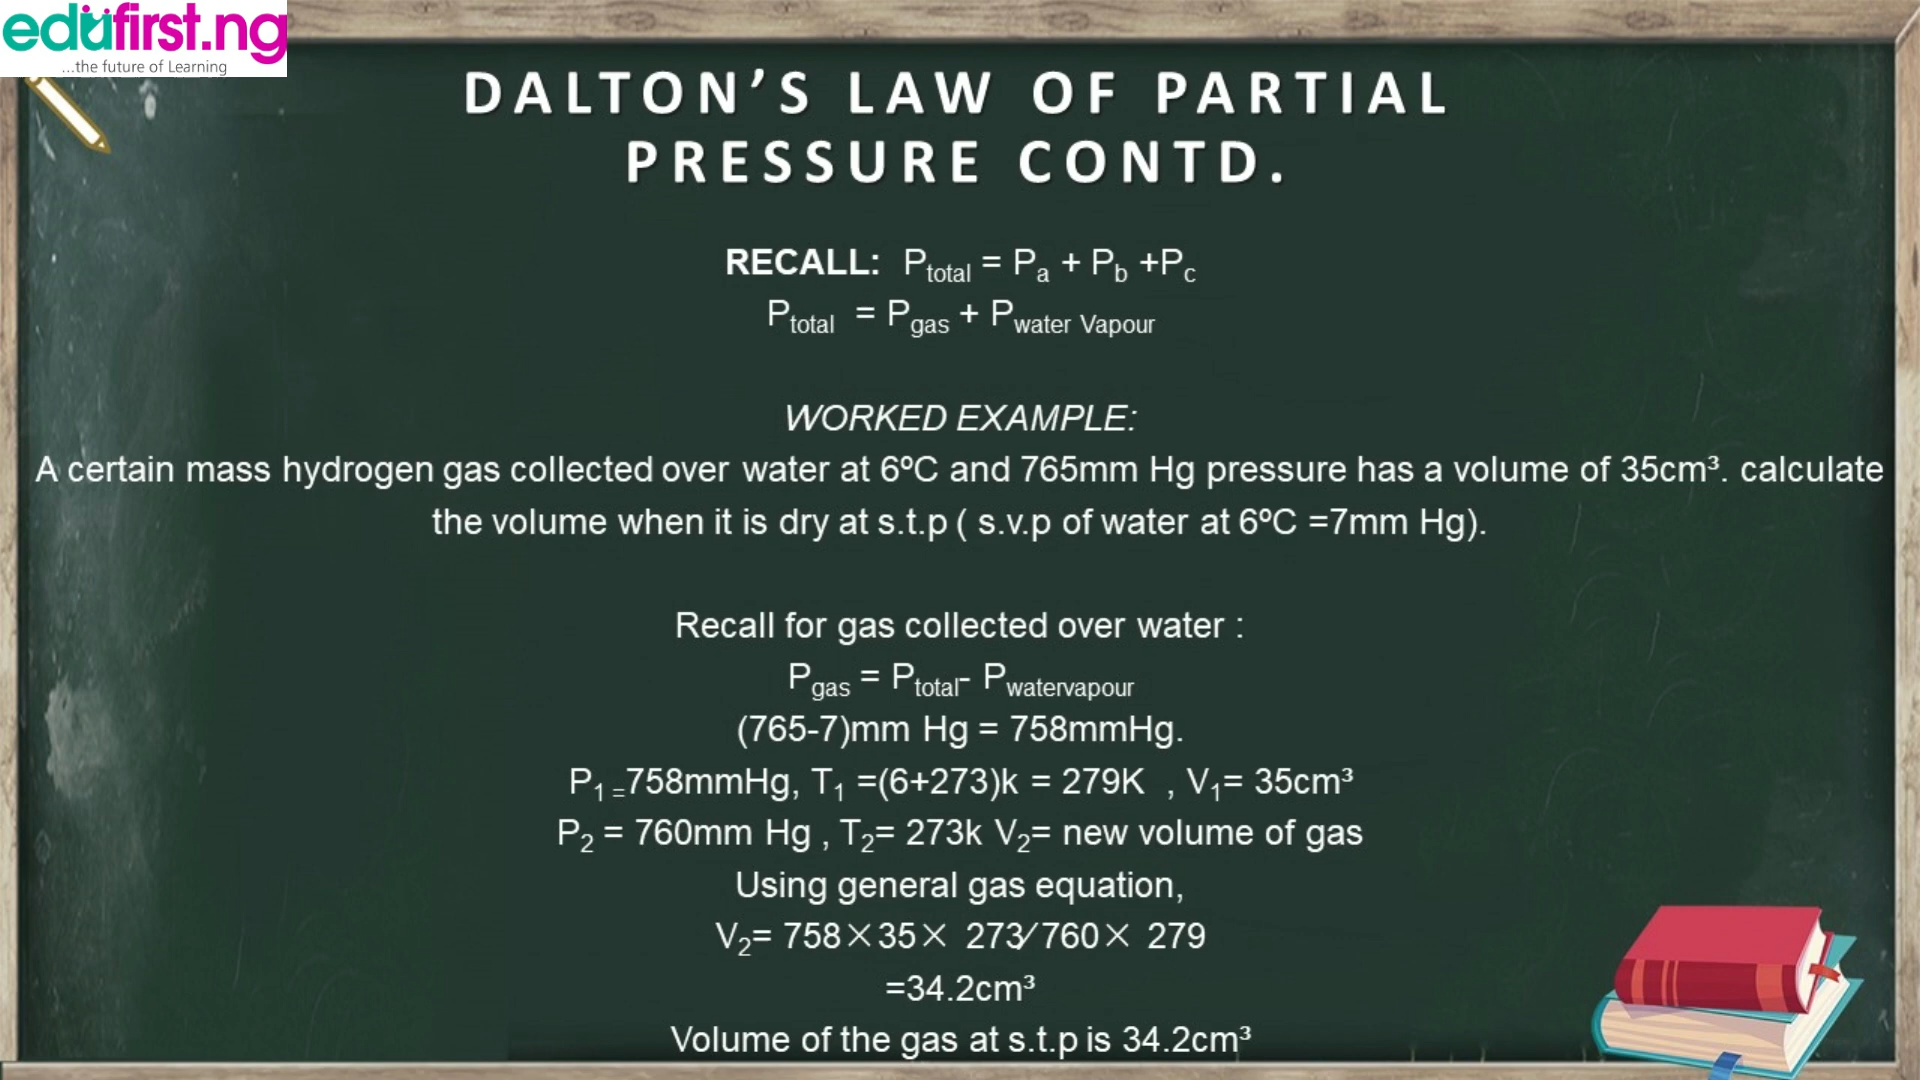 edufirst.ng
...the future of Learning
DALTON’S LAW OF PARTIAL
PRESSURE CONTD.
RECALL: Ptotal = Pa + Pb +Pc
Ptotal = Pgas + Pwater Vapour
WORKED EXAMPLE:
A certain mass hydrogen gas collected over water at 6ºC and 765mm Hg pressure has a volume of 35cm³. calculate
the volume when it is dry at s.t.p ( s.v.p of water at 6ºC =7mm Hg).
Recall for gas collected over water :
Pgas = Ptotal- Pwatervapour
(765-7)mm Hg = 758mmHg.
P₁ =758mmHg, T₁ =(6+273)k = 279K , V₁= 35cm³
P₂ = 760mm Hg , T₂= 273k V₂= new volume of gas
Using general gas equation,
V₂= 758×35× 273⁄760× 279
=34.2cm³
Volume of the gas at s.t.p is 34.2cm³